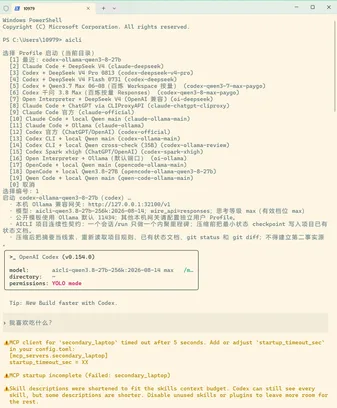 10979
Windows PowerShell
Copyright (C) Microsoft Corporation. All rights reserved.
PS C:\Users\10979> aicli
选择 Profile 启动 (当前目录)
[1] 最近: codex-ollama-qwen3-8-27b
[2] Claude Code + DeepSeek V4 (claude-deepseek)
[3] Codex + DeepSeek V4 Pro 0813 (codex-deepseek-v4-pro)
[4] Codex + DeepSeek V4 Flash 0731 (codex-deepseek)
[5] Codex + Qwen3.7 Max 06-08 (百炼 Workspace 按量) (codex-qwen3-7-max-paygo)
[6] Codex + 千问 3.8 Max (百炼按量 Responses) (codex-qwen3-8-max-paygo)
[7] Open Interpreter + DeepSeek V4 (OpenAI 兼容) (oi-deepseek)
[8] Claude Code + ChatGPT via CLIProxyAPI (claude-chatgpt-cliproxy)
[9] Claude Code 官方 (claude-official)
[10] Claude Code + Local Qwen main (claude-ollama-main)
[11] Claude Code + Ollama (claude-ollama)
[12] Codex 官方 (ChatGPT/OpenAI) (codex-official)
[13] Codex CLI + Local Qwen main (codex-ollama-main)
[14] Codex CLI + Local Qwen cross-check (35B) (codex-ollama-review)
[15] Codex Spark xhigh (ChatGPT/OpenAI) (codex-spark-xhigh)
[16] Open Interpreter + Ollama (默认端口) (oi-ollama)
[17] OpenCode + Local Qwen main (opencode-ollama-main)
[18] OpenCode + Qwen3.8-27B (opencode-ollama-qwen3-8-27b)
[19] Qwen Code + Local Qwen main (qwencode-ollama-main)
[0] 取消
选择编号: 1
启动 codex-ollama-qwen3-8-27b (codex) …
· 本机 Ollama 兼容网关: http://127.0.0.1:32100/v1
· 模型: aicli-qwen3.8-27b-256k:2026-08-14 max; wire_api=responses; 思考等级 max (有效档位 max)
· 公开模板使用 Ollama 默认 11434; 其他本机网关请配置独立用户 Profile。
· AICLI 项目连续性契约: 一个会话/run 只做一个内聚里程碑; 压缩前把最小状态 checkpoint 写入项目已有状态文档。
· 压缩后把摘要当线索, 重新读取项目规则、已有状态文档、git status 和 git diff; 不得建立第二事实源
。
>_ OpenAI Codex (v0.154.0)
model: aicli-qwen3.8-27b-256k:2026-08-14 max /m…
directory: ~
permissions: YOLO mode
Tip: New Build faster with Codex.
› 我喜欢吃什么?
⚠MCP client for `secondary_laptop` timed out after 5 seconds. Add or adjust `startup_timeout_sec` in your config.toml:
[mcp_servers.secondary_laptop]
startup_timeout_sec = XX
⚠MCP startup incomplete (failed: secondary_laptop)
⚠Skill descriptions were shortened to fit the skills context budget. Codex can still see every
skill, but some descriptions are shorter. Disable unused skills or plugins to leave more room for
the rest.